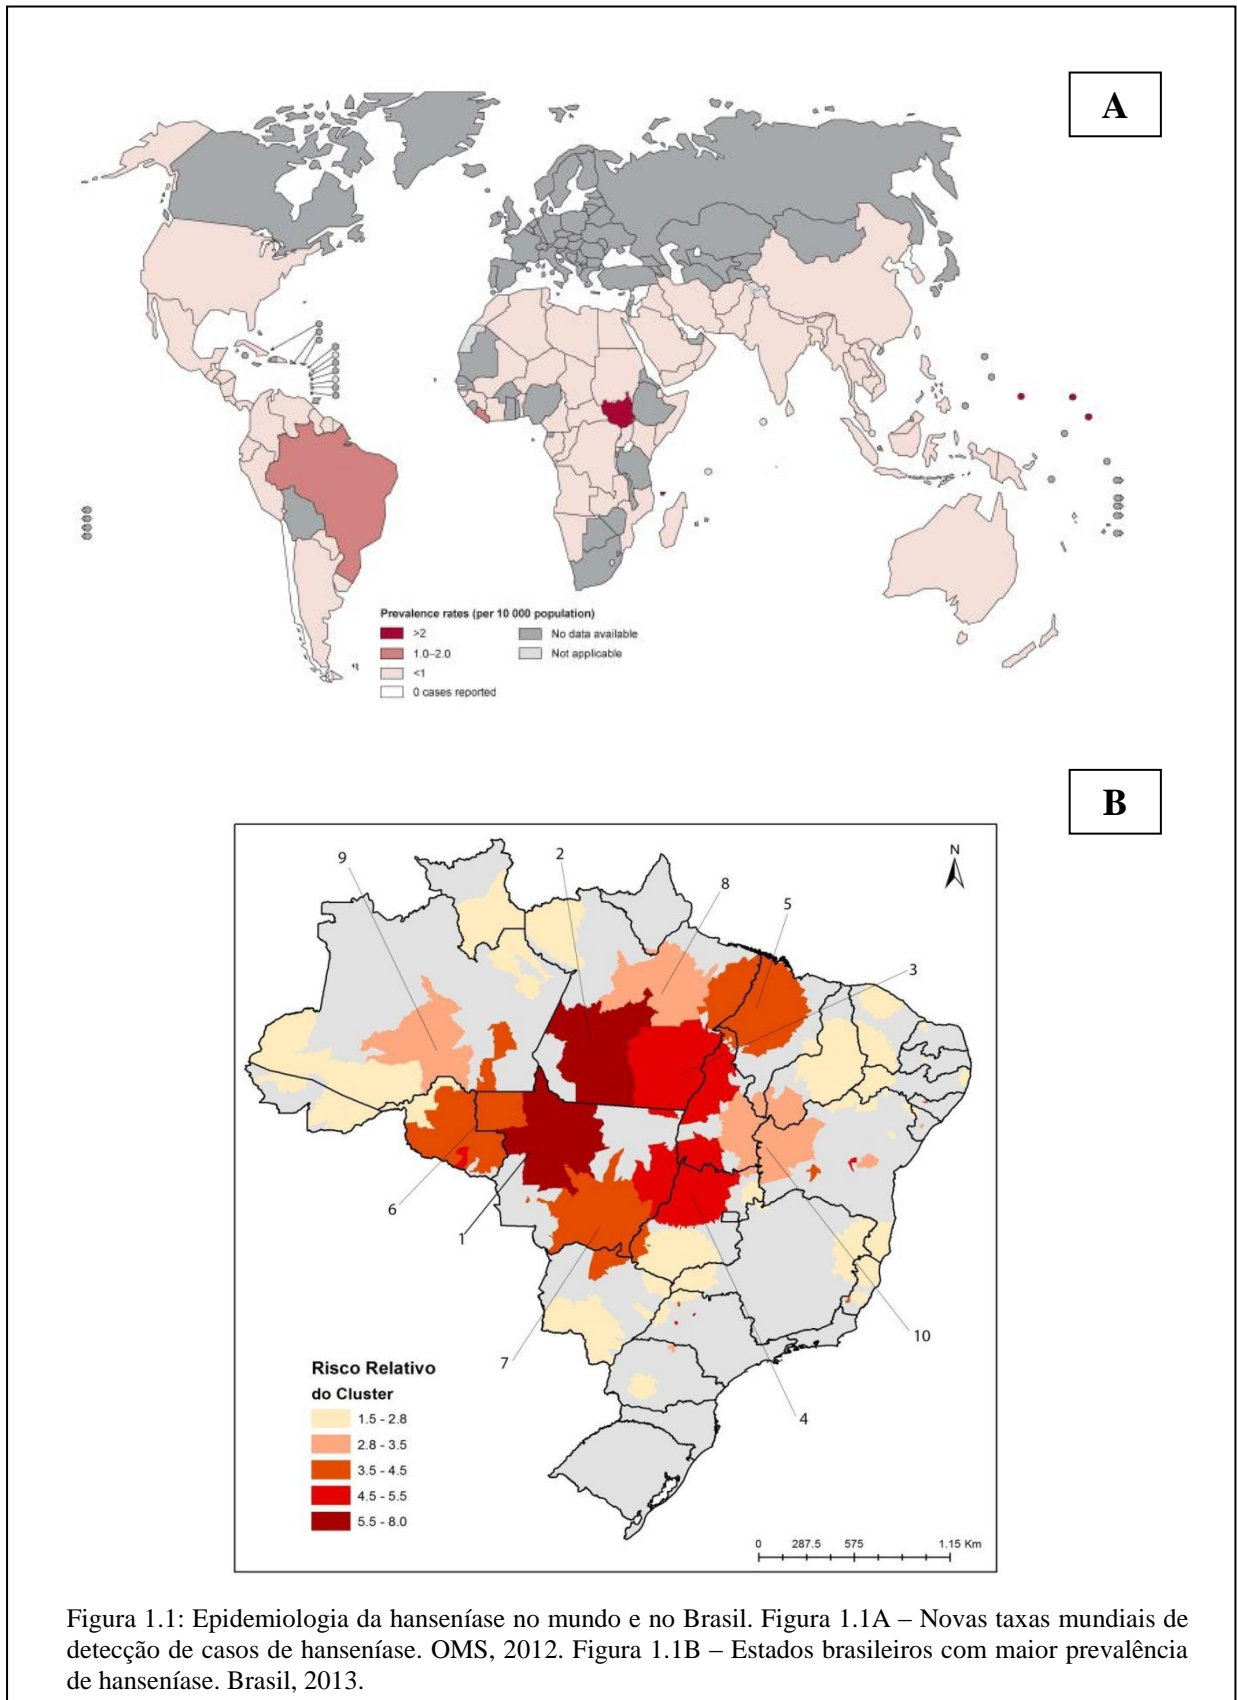 A
Prevalence rates (per 10 000 population)
>2
1.0–2.0
<1
0 cases reported
No data available
Not applicable
B
9
2
8
5
3
N
6
1
7
10
4
Risco Relativo
do Cluster
1.5 - 2.8
2.8 - 3.5
3.5 - 4.5
4.5 - 5.5
5.5 - 8.0
0 287.5 575 1.15 Km
Figura 1.1: Epidemiologia da hanseníase no mundo e no Brasil. Figura 1.1A – Novas taxas mundiais de
detecção de casos de hanseníase. OMS, 2012. Figura 1.1B – Estados brasileiros com maior prevalência
de hanseníase. Brasil, 2013.